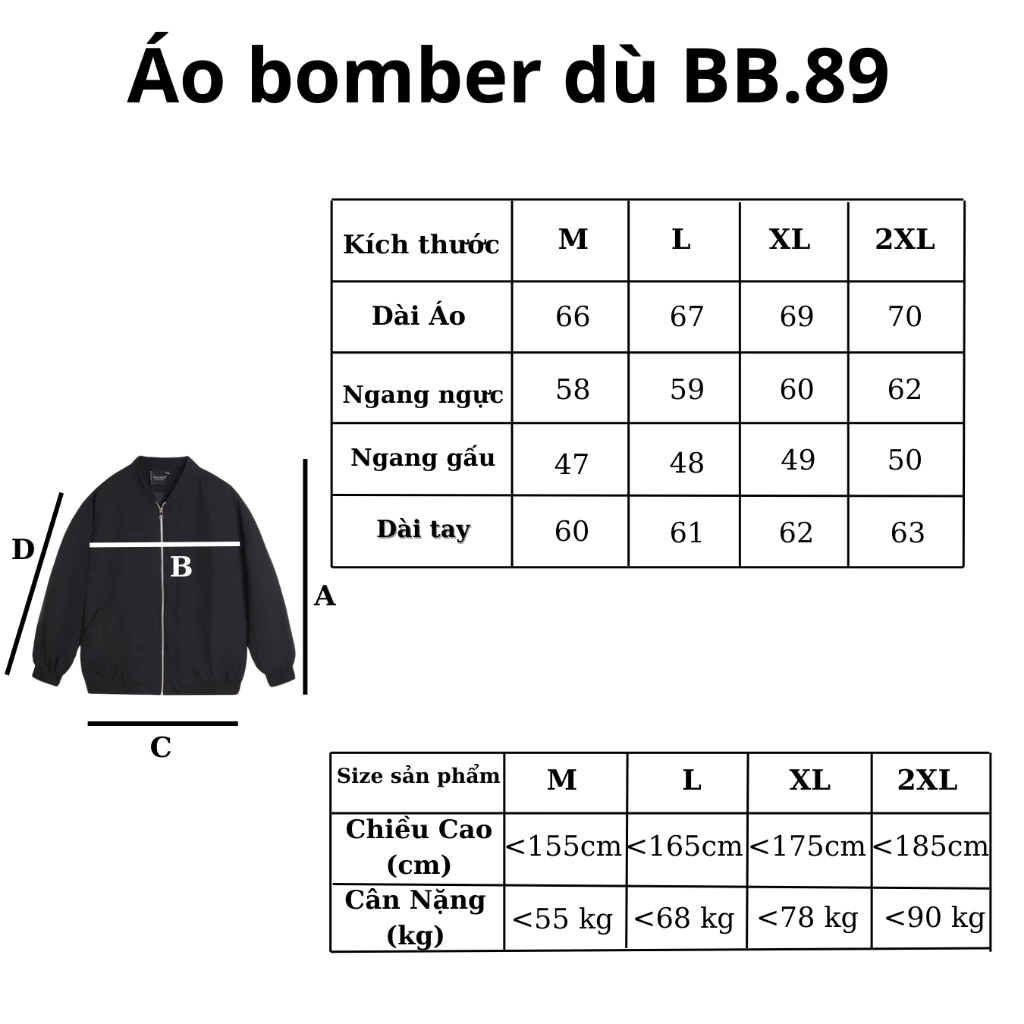 Áo bomber dù BB.89
Kích thước M L XL 2XL
Dài Áo 66 67 69 70
Ngang ngực 58 59 60 62
Ngang gấu 47 48 49 50
Dài tay 60 61 62 63
D
B
A
C
Size sản phẩm M L XL 2XL
Chiều Cao
(cm) <155cm <165cm <175cm <185cm
Cân Nặng
(kg) <55 kg <68 kg <78 kg <90 kg